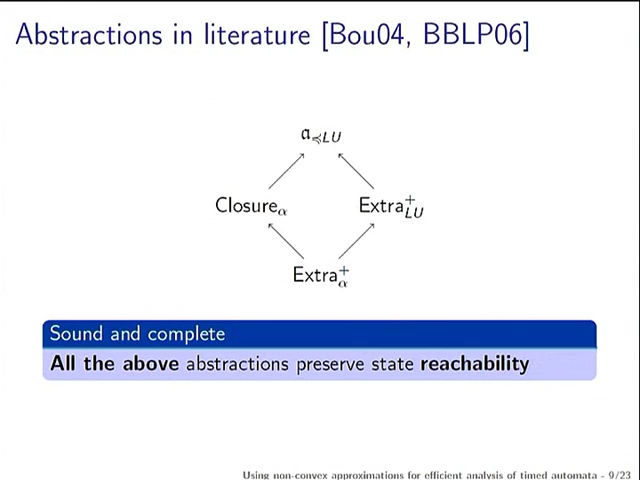 Abstractions in literature [Bou04, BBLP06]
𝔞≼LU
Closureα Extra+LU
Extra+α
Sound and complete
All the above abstractions preserve state reachability
Using non-convex approximations for efficient analysis of timed automata - 9/23